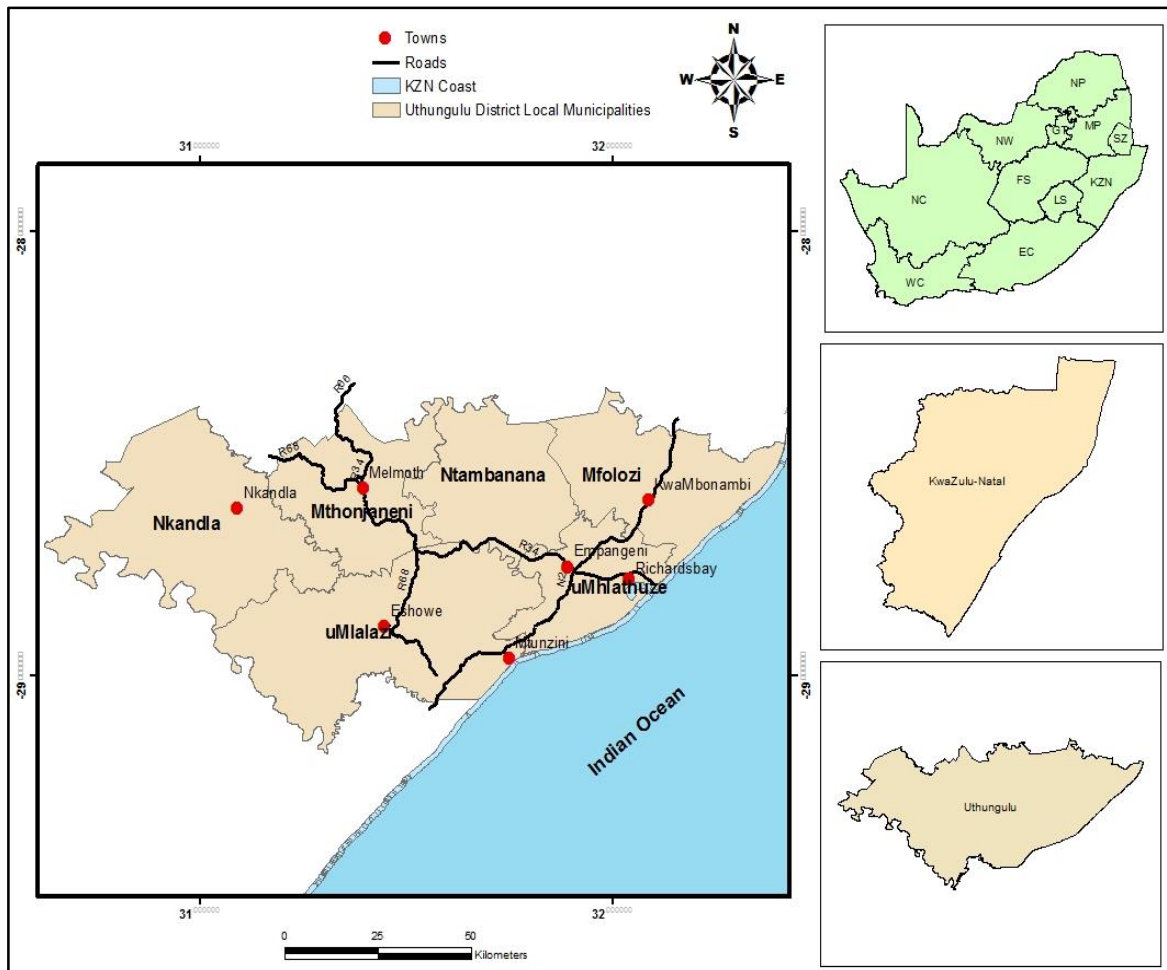 Towns
Roads
KZN Coast
Uthungulu District Local Municipalities
N
W E
S
31
32
-28
-28
R68
R34
Melmoth
Nkandla
Nkandla
Mthonjaneni
Ntambanana
Mfolozi
KwaMbonambi
R34
Empangeni
N2
Richardsbay
uMhlathuze
R68
Eshowe
uMlalazi
Mtunzini
-29
-29
Indian Ocean
31
32
0 25 50
Kilometers
NP
NW
GT
MP
SZ
NC
FS
LS
KZN
EC
WC
KwaZulu-Natal
Uthungulu